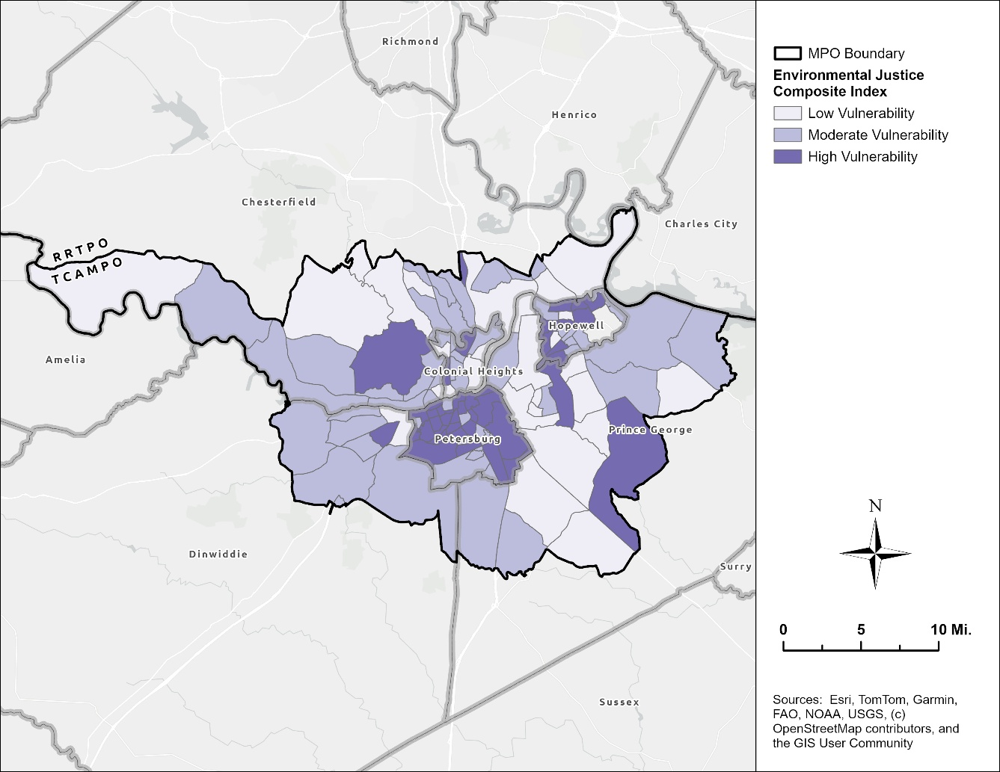 Richmond
Henrico
Chesterfield
Charles City
RRTPO
TCAMPO
Amelia
Hopewell
Colonial Heights
Prince George
Petersburg
Dinwiddie
Surry
Sussex
MPO Boundary
Environmental Justice
Composite Index
Low Vulnerability
Moderate Vulnerability
High Vulnerability
N
0 5 10 Mi.
Sources: Esri, TomTom, Garmin,
FAO, NOAA, USGS, (c)
OpenStreetMap contributors, and
the GIS User Community